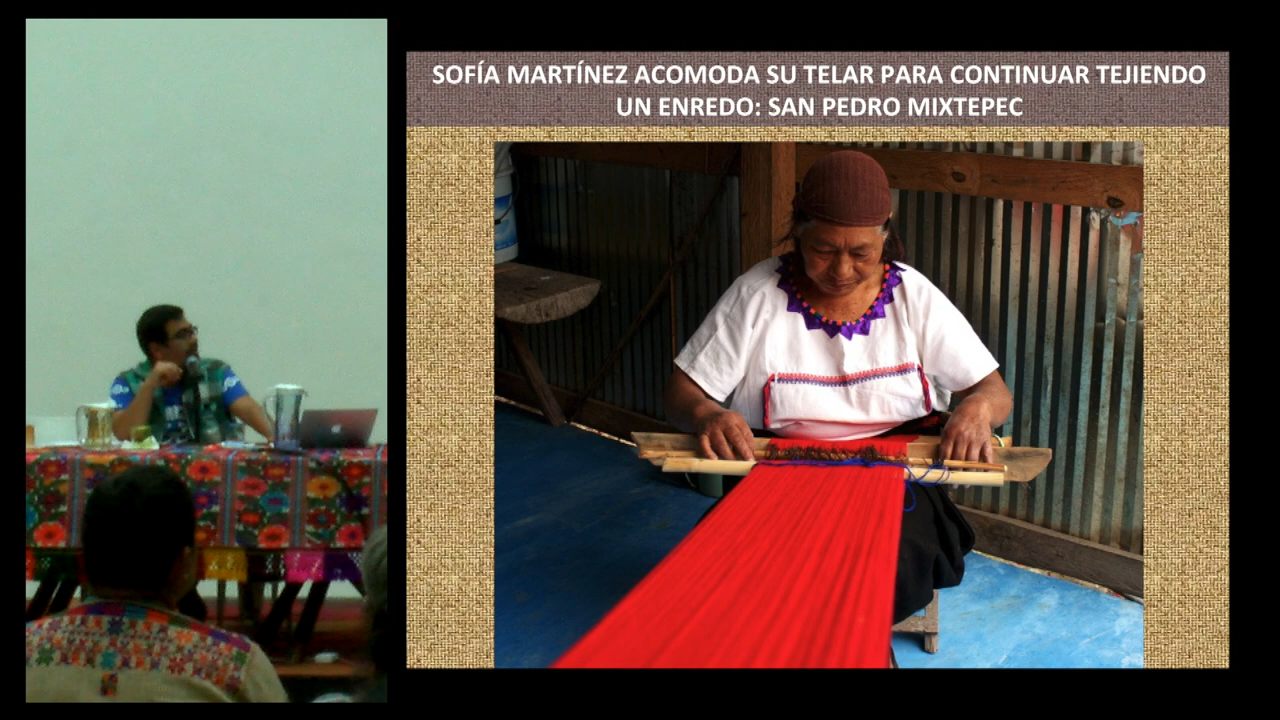 SOFÍA MARTÍNEZ ACOMODA SU TELAR PARA CONTINUAR TEJIENDO
UN ENREDO: SAN PEDRO MIXTEPEC